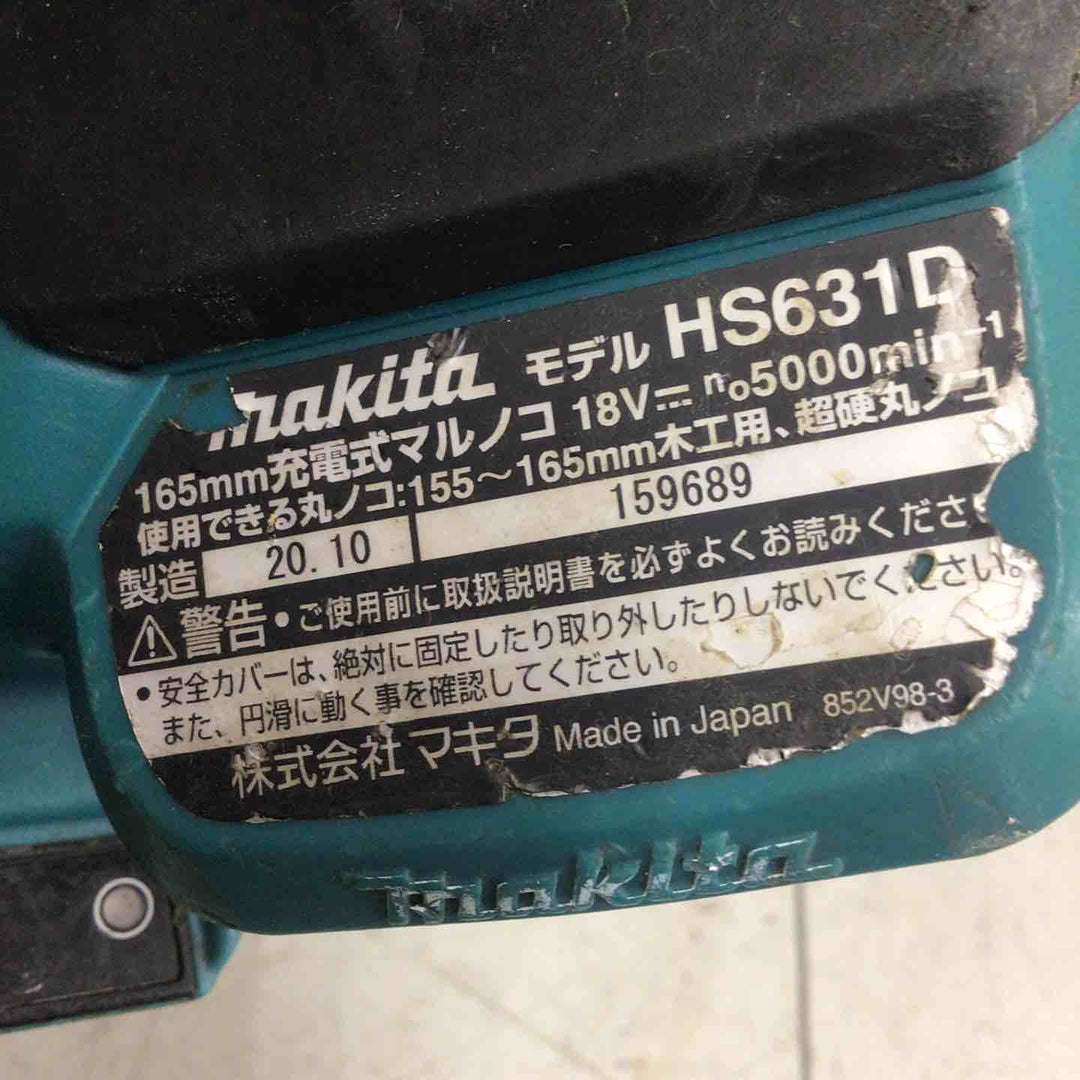 makita モデル HS631D
165mm充電式マルノコ 18V⎓ n₀5000min⁻¹
使用できる丸ノコ:155～165mm木工用、超硬丸ノコ
製造 20.10 159689
⚠警告・ご使用前に取扱説明書を必ずよくお読みくださ
・安全カバーは、絶対に固定したり取り外したりしないでください。
また、円滑に動く事を確認してください。
株式会社マキタ Made in Japan 852V98-3
makita